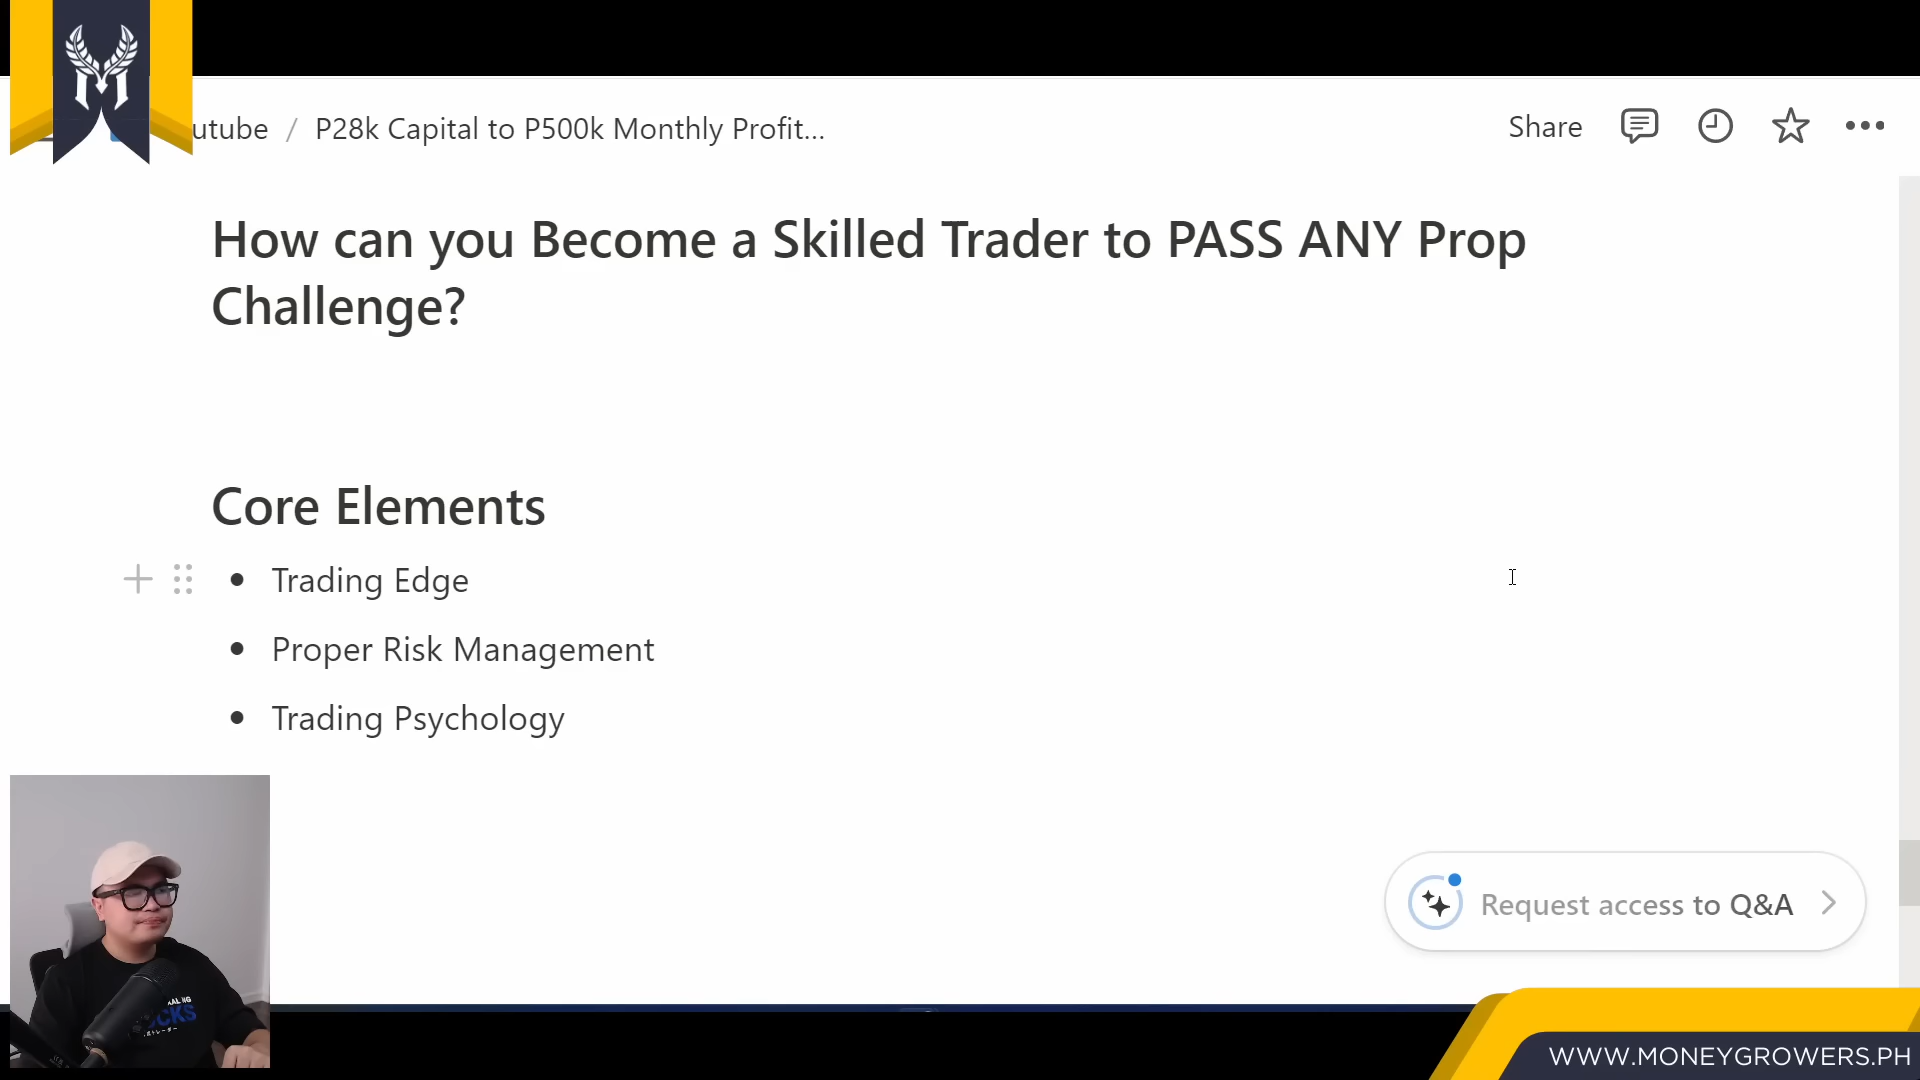 utube / P28k Capital to P500k Monthly Profit...
Share
How can you Become a Skilled Trader to PASS ANY Prop
Challenge?
Core Elements
• Trading Edge
• Proper Risk Management
• Trading Psychology
Request access to Q&A
WWW.MONEYGROWERS.PH